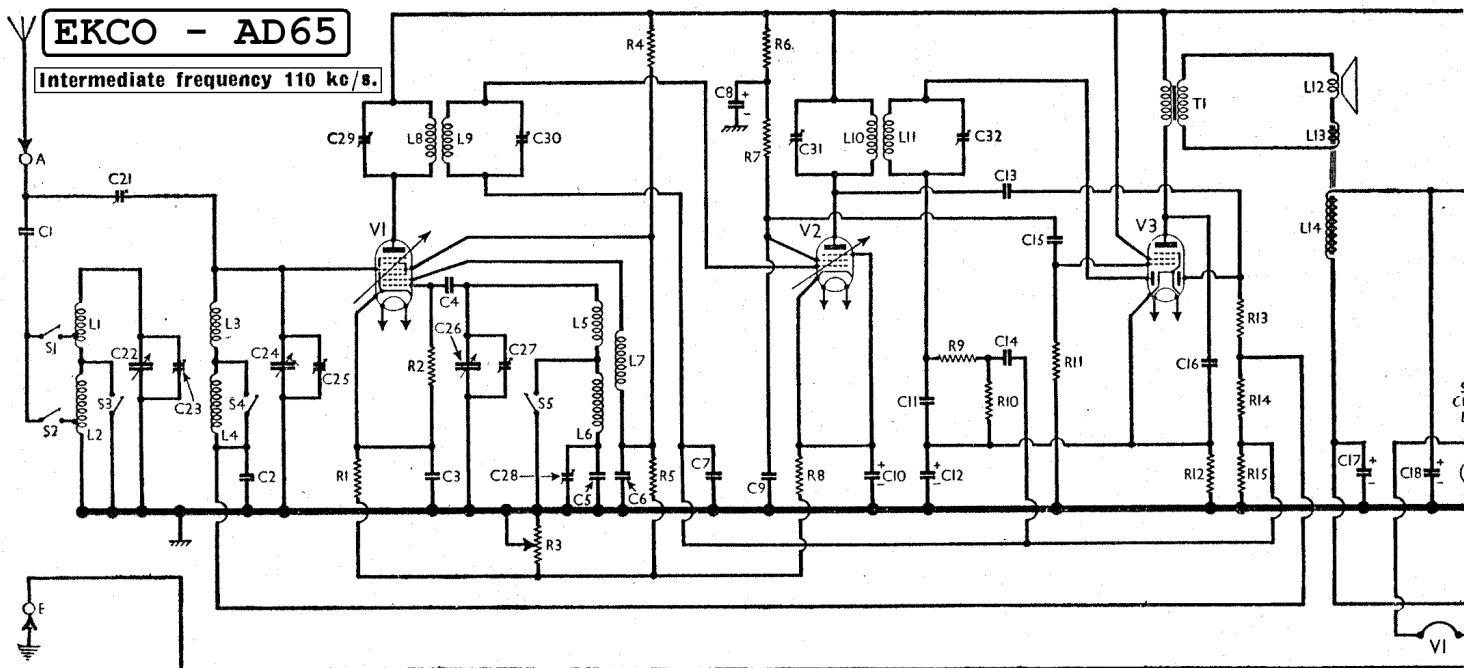 EKCO - AD65
Intermediate frequency 110 kc/s.
R4
R6
C8
+
-
C29
L8
L9
C30
R7
C31
L10
L11
C32
T1
L12
L13
A
C21
C1
V1
C13
V2
C15
V3
L14
S1
L1
C22
C23
S3
S2
L2
L3
C24
C25
S4
L4
C2
C4
C26
C27
R2
L5
L7
S5
L6
R9
C14
R11
R13
C16
C11
R10
R14
R1
C3
C28
C5
C6
R5
C7
C9
R8
+
-
C10
+
-
C12
R12
R15
C17
+
-
C18
+
-
R3
E
V1